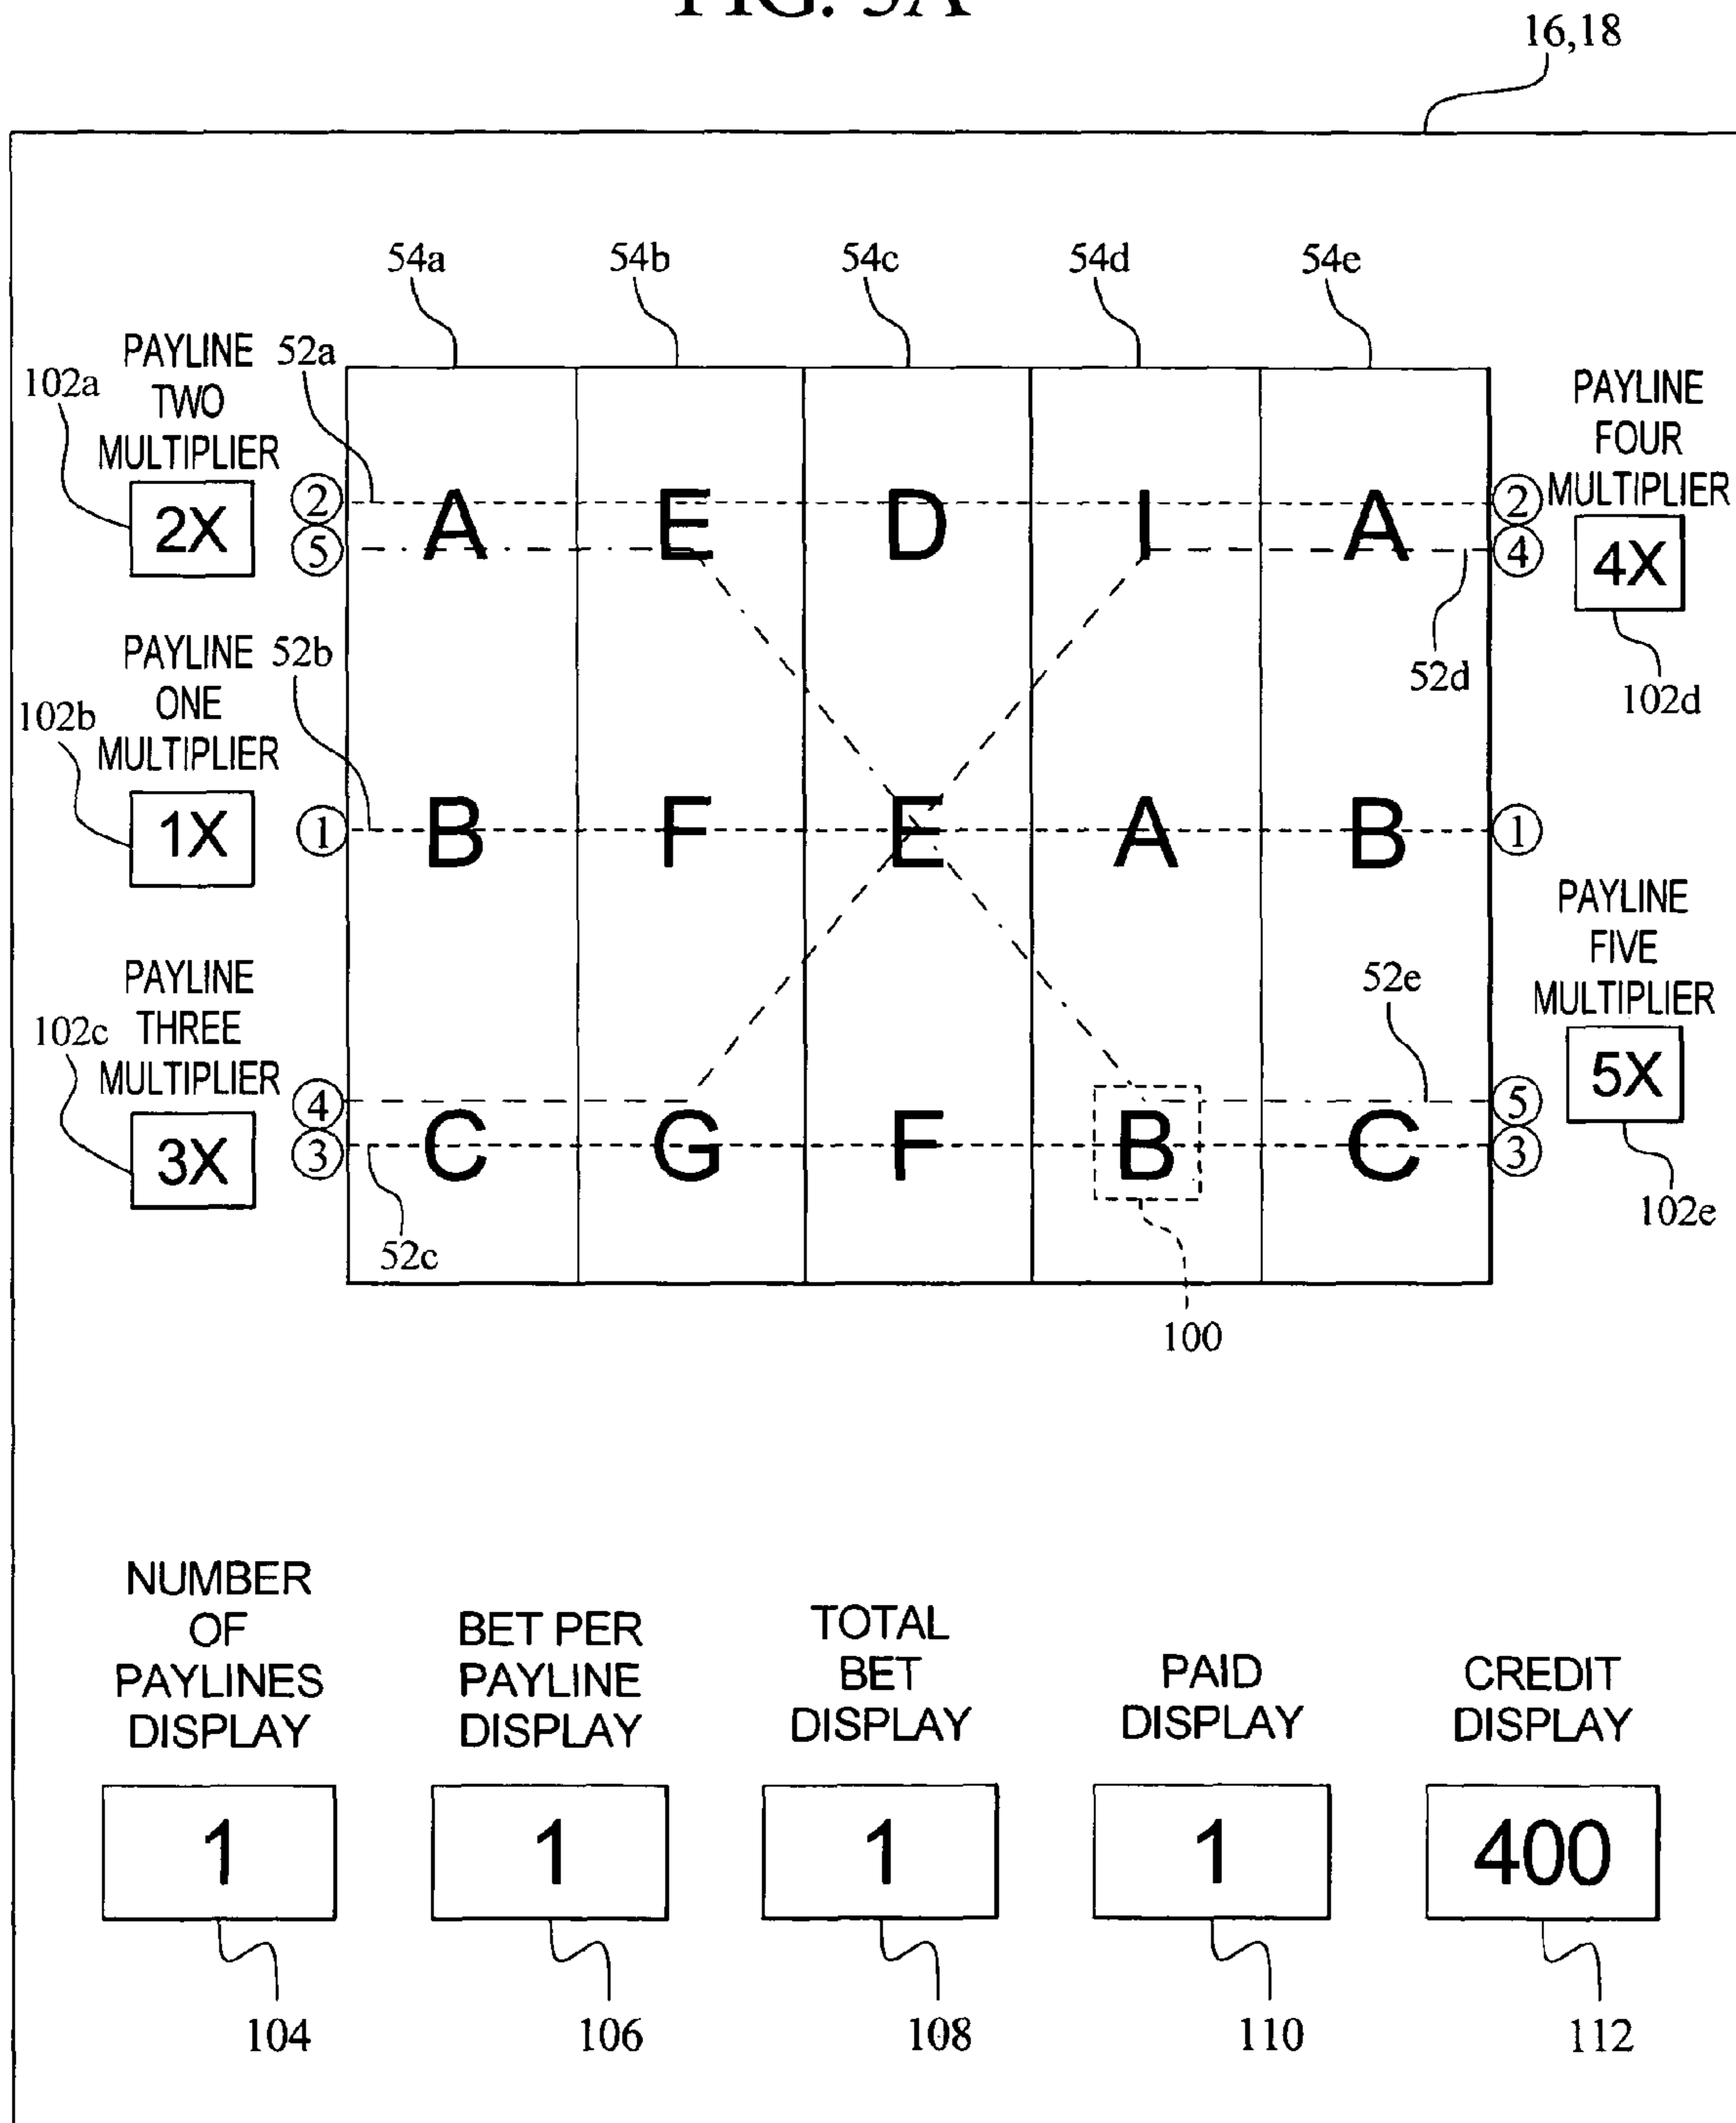 FIG. 5A
16,18
54a 54b 54c 54d 54e
PAYLINE
TWO
MULTIPLIER
52a
102a
2X
2
5
A E D I A
2
4
PAYLINE
FOUR
MULTIPLIER
4X
52d
102d
PAYLINE
ONE
MULTIPLIER
52b
102b
1X
1
B F E A B
1
PAYLINE
THREE
MULTIPLIER
102c
3X
4
3
C G F B C
5
3
52c
100
PAYLINE
FIVE
MULTIPLIER
52e
5X
102e
NUMBER
OF
PAYLINES
DISPLAY
1
104
BET PER
PAYLINE
DISPLAY
1
106
TOTAL
BET
DISPLAY
1
108
PAID
DISPLAY
1
110
CREDIT
DISPLAY
400
112